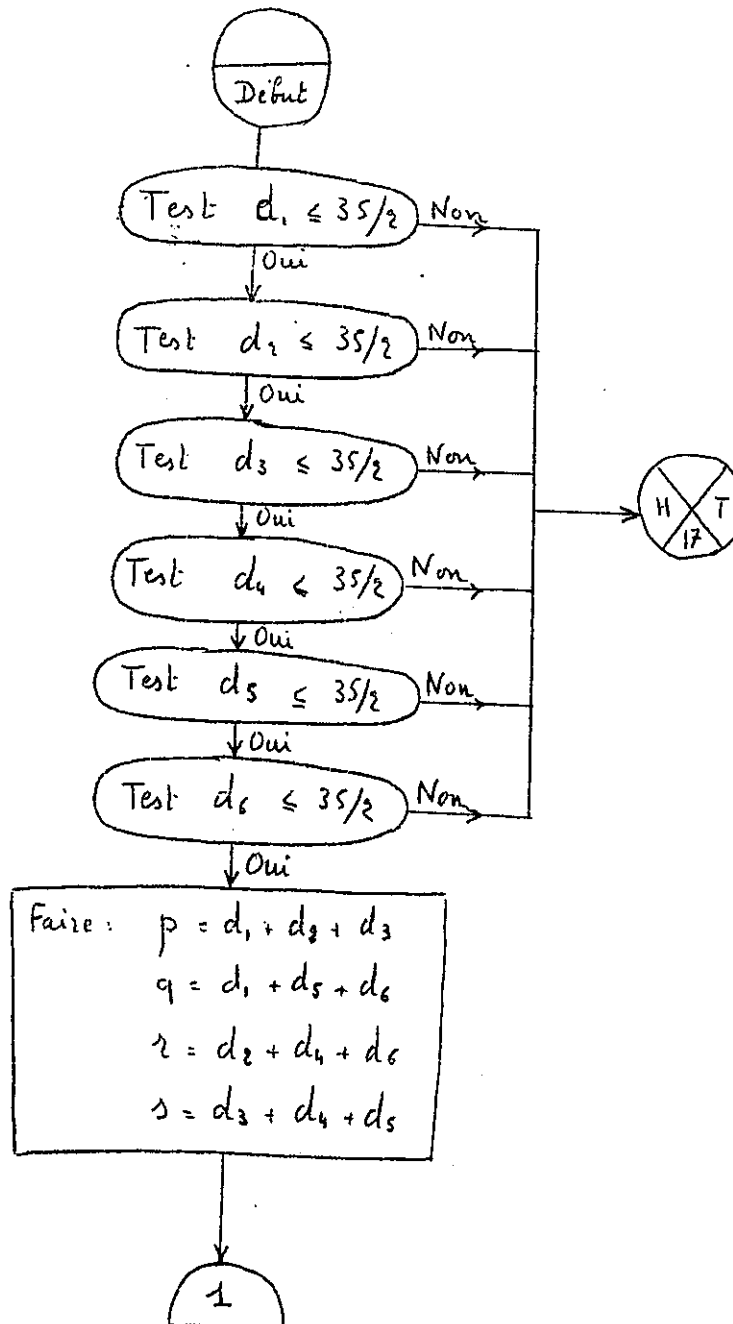 Début
Test d₁ ≤ 35/2 Non
Oui
Test d₂ ≤ 35/2 Non
Oui
Test d₃ ≤ 35/2 Non
Oui
H T
17
Test d₄ ≤ 35/2 Non
Oui
Test d₅ ≤ 35/2 Non
Oui
Test d₆ ≤ 35/2 Non
Oui
Faire : p = d₁ + d₂ + d₃
q = d₁ + d₅ + d₆
r = d₂ + d₄ + d₆
s = d₃ + d₄ + d₅
1